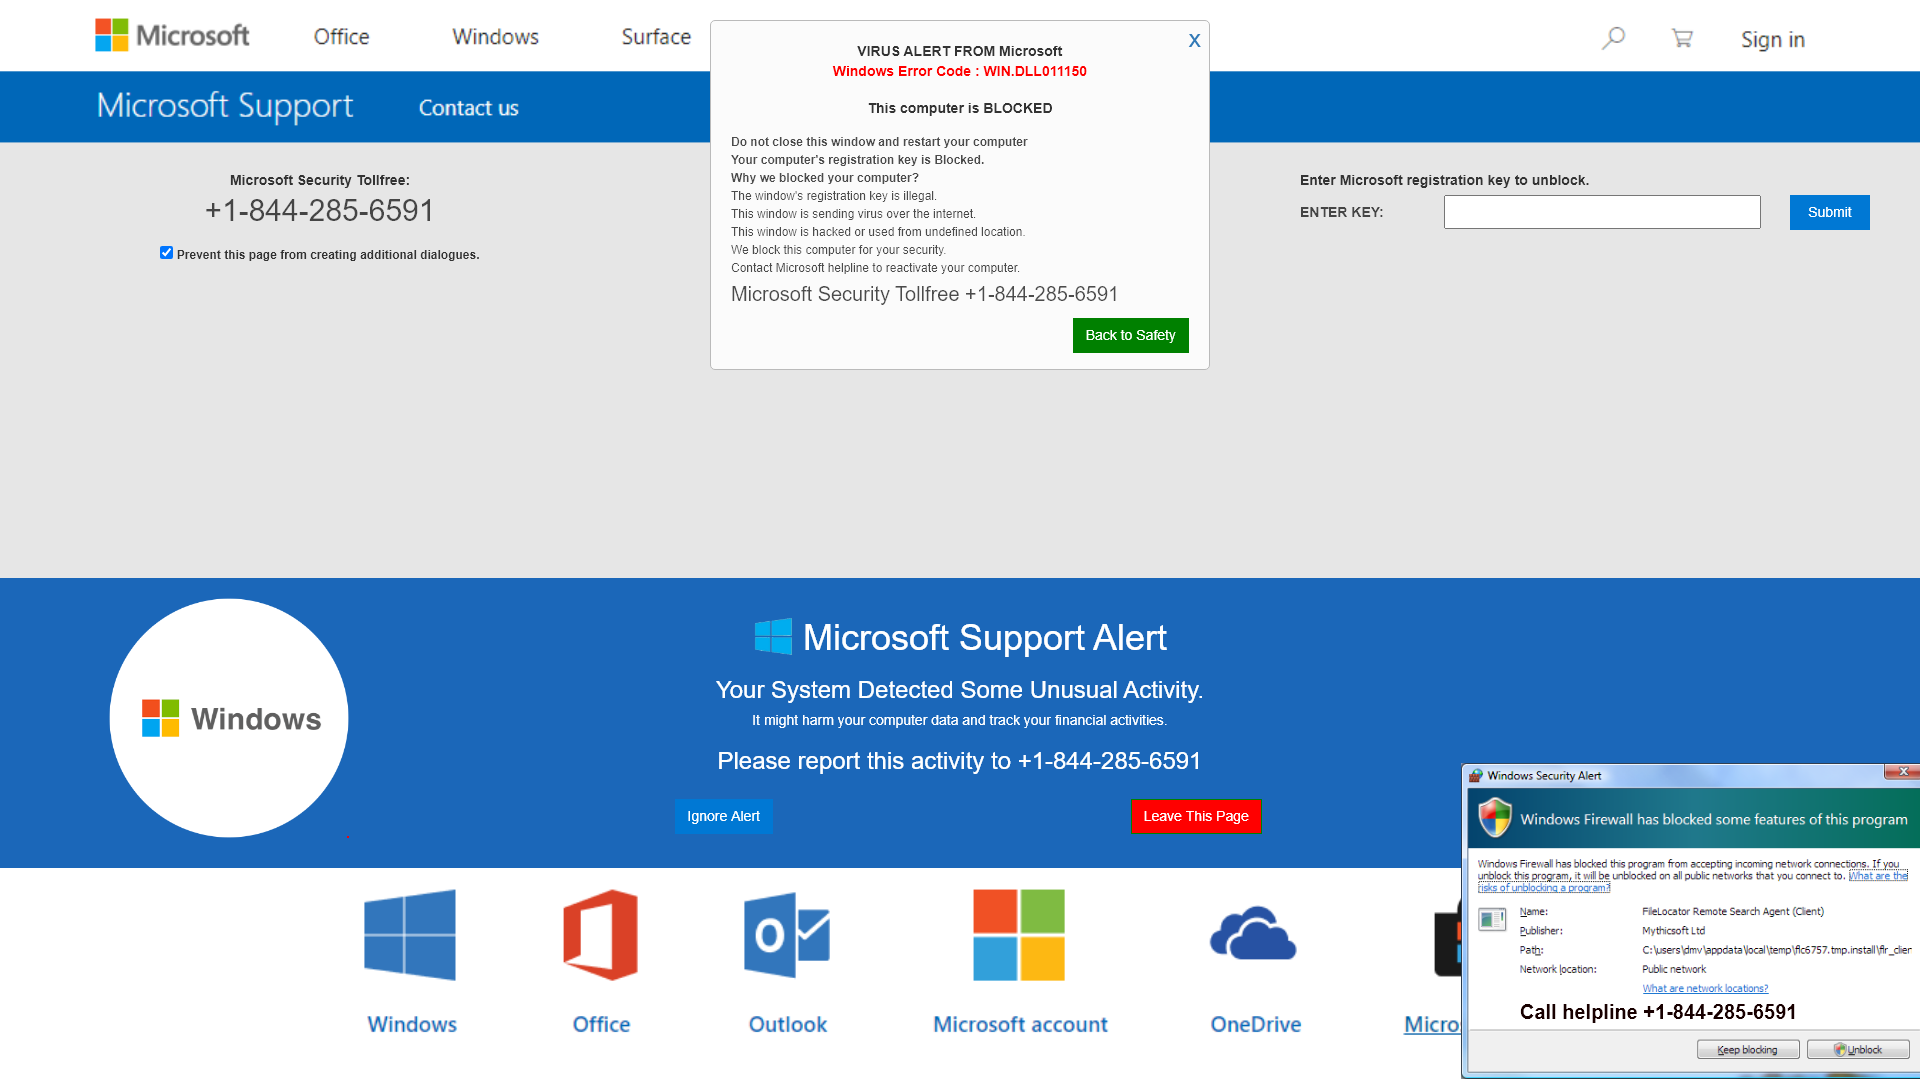 Microsoft
Office
Windows
Surface
Sign in
Microsoft Support
Contact us
X
VIRUS ALERT FROM Microsoft
Windows Error Code : WIN.DLL011150
This computer is BLOCKED
Do not close this window and restart your computer
Your computer's registration key is Blocked.
Why we blocked your computer?
The window's registration key is illegal.
This window is sending virus over the internet.
This window is hacked or used from undefined location.
We block this computer for your security.
Contact Microsoft helpline to reactivate your computer.
Microsoft Security Tollfree +1-844-285-6591
Back to Safety
Microsoft Security Tollfree:
+1-844-285-6591
Prevent this page from creating additional dialogues.
Enter Microsoft registration key to unblock.
ENTER KEY:
Submit
Windows
Microsoft Support Alert
Your System Detected Some Unusual Activity.
It might harm your computer data and track your financial activities.
Please report this activity to +1-844-285-6591
Ignore Alert
Leave This Page
Windows
Office
Outlook
Microsoft account
OneDrive
Micro
Windows Security Alert
Windows Firewall has blocked some features of this program
Windows Firewall has blocked this program from accepting incoming network connections. If you
unblock this program, it will be unblocked on all public networks that you connect to. What are the
risks of unblocking a program?
Name: FileLocator Remote Search Agent (Client)
Publisher: Mythicsoft Ltd
Path: C:\users\dmv\appdata\local\temp\flc6757.tmp.install\flr_clier
Network location: Public network
What are network locations?
Call helpline +1-844-285-6591
Keep blocking
Unblock